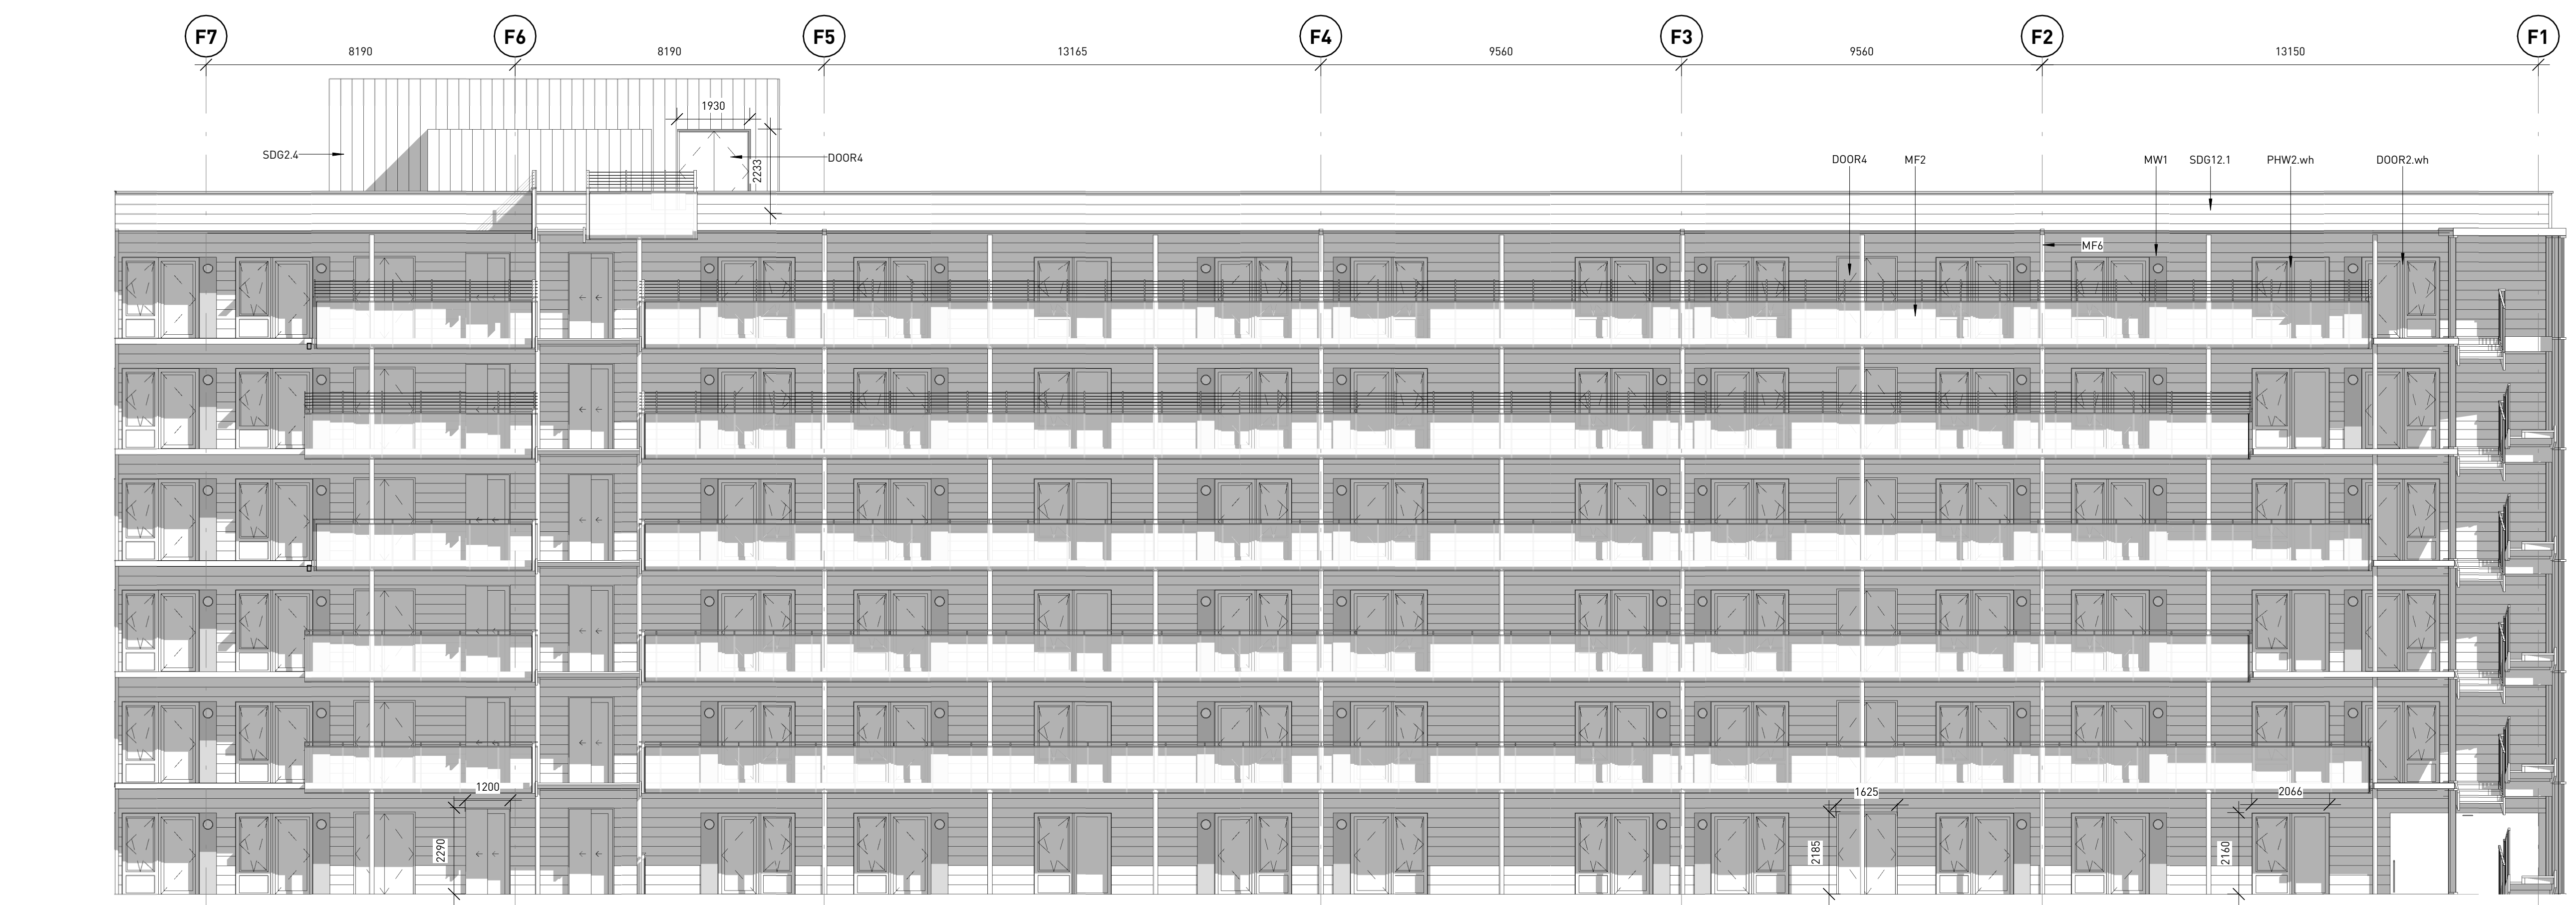 F7 F6 F5 F4 F3 F2 F1
8190 8190 13165 9560 9560 13150
1930
SDG2.4
DOOR4
2233
DOOR4 MF2 MW1 SDG12.1 PHW2.wh DOOR2.wh
MF6
1200
1625
2066
2290
2185
2160